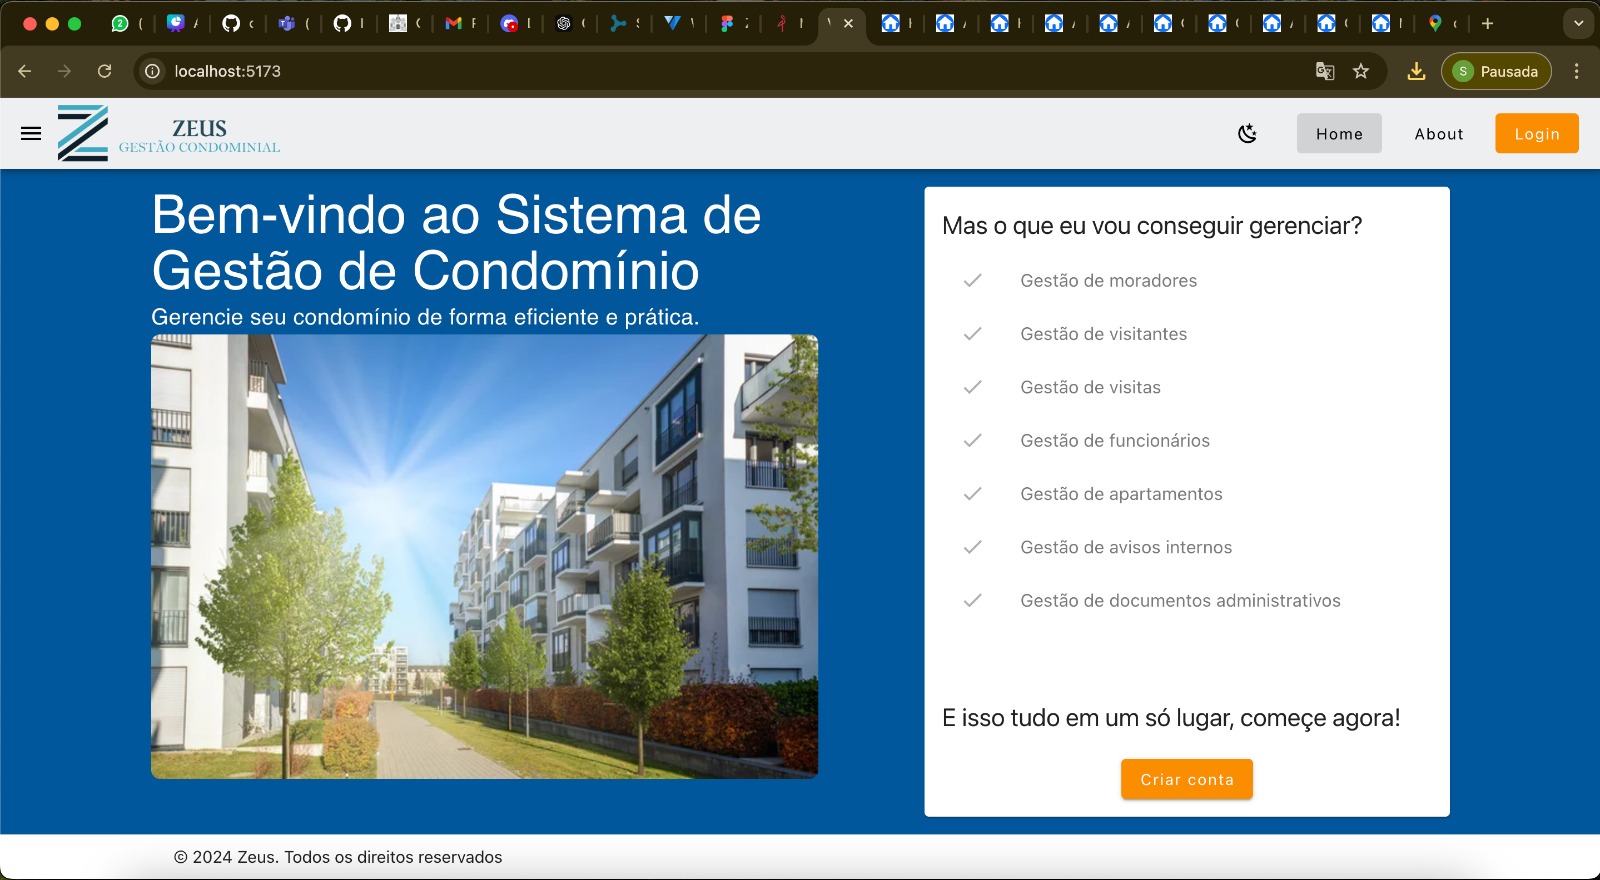 localhost:5173
S Pausada
ZEUS
GESTÃO CONDOMINIAL
Home
About
Login
Bem-vindo ao Sistema de
Gestão de Condomínio
Gerencie seu condomínio de forma eficiente e prática.
Mas o que eu vou conseguir gerenciar?
Gestão de moradores
Gestão de visitantes
Gestão de visitas
Gestão de funcionários
Gestão de apartamentos
Gestão de avisos internos
Gestão de documentos administrativos
E isso tudo em um só lugar, começe agora!
Criar conta
© 2024 Zeus. Todos os direitos reservados